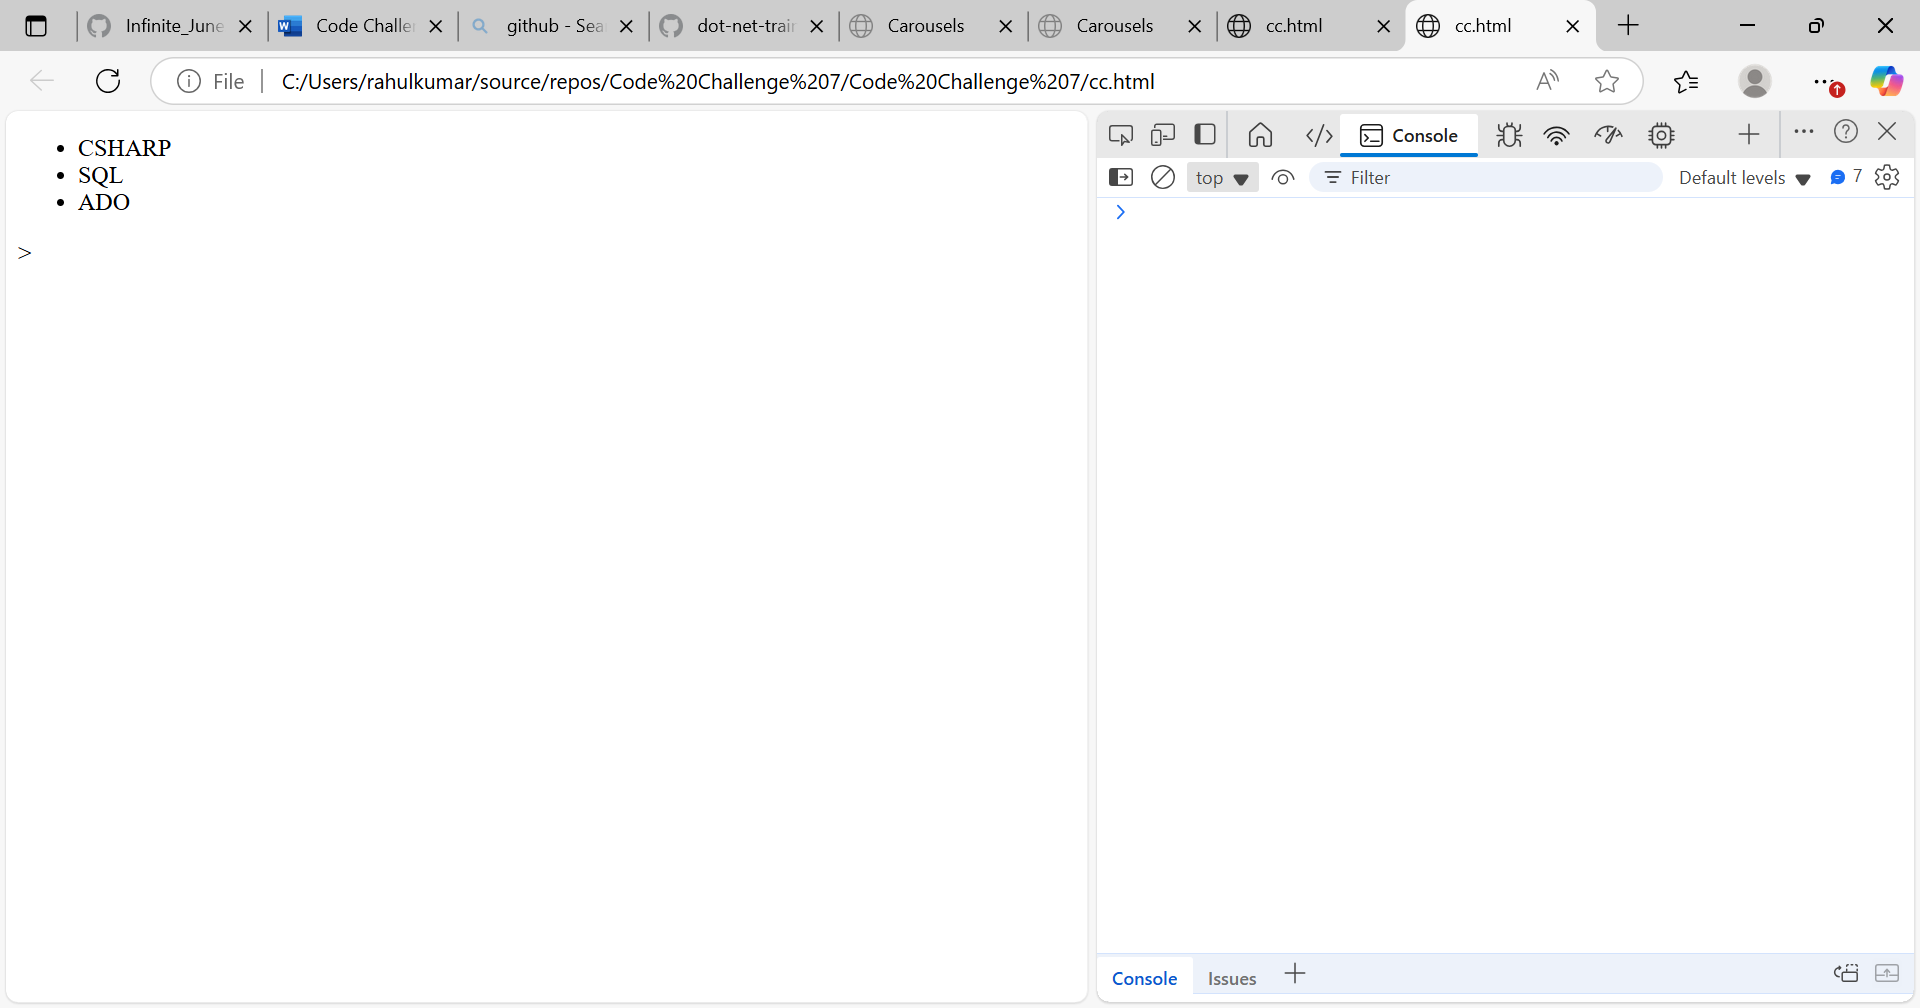 Infinite_June
Code Challe
github - Sea
dot-net-train
Carousels
Carousels
cc.html
cc.html
File
C:/Users/rahulkumar/source/repos/Code%20Challenge%207/Code%20Challenge%207/cc.html
CSHARP
SQL
ADO
>
Console
top
Filter
Default levels
7
Console
Issues